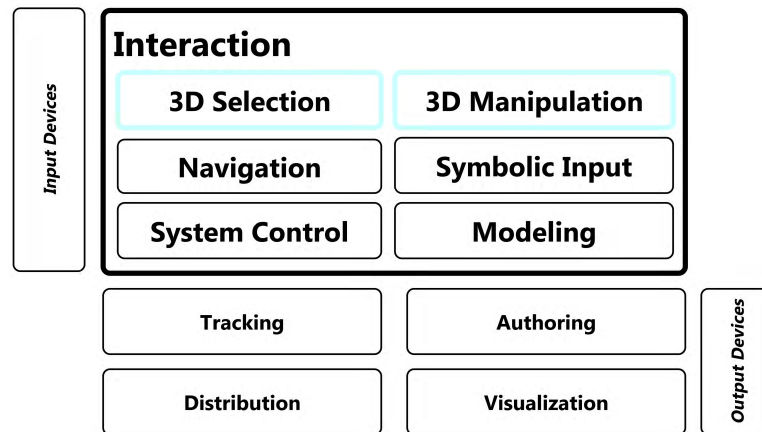 Input Devices
Interaction
3D Selection
3D Manipulation
Navigation
Symbolic Input
System Control
Modeling
Tracking
Authoring
Output Devices
Distribution
Visualization